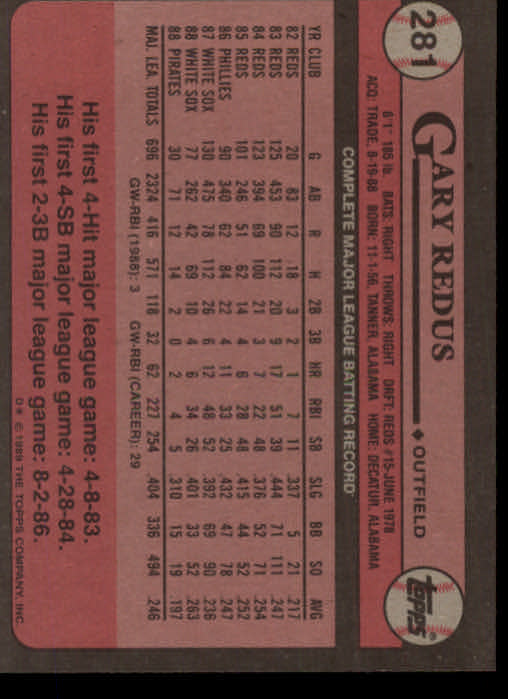 281
GARY REDUS ♦ OUTFIELD
TOPPS®
6'1" 185 lb. BATS: RIGHT THROWS: RIGHT DRFT: REDS #15-JUNE 1978
ACQ: TRADE, 8-19-88 BORN: 11-1-56, TANNER, ALABAMA HOME: DECATUR, ALABAMA
COMPLETE MAJOR LEAGUE BATTING RECORD
YR CLUB G AB R H 2B 3B HR RBI SB SLG BB SO AVG
82 REDS 20 83 12 18 3 2 1 7 11 .337 5 21 .217
83 REDS 125 453 90 112 20 9 17 51 39 .444 71 111 .247
84 REDS 123 394 69 100 21 3 7 22 48 .376 52 71 .254
85 REDS 101 246 51 62 14 4 6 28 48 .415 44 52 .252
86 PHILLIES 90 340 62 84 22 4 11 33 25 .432 47 78 .247
87 WHITE SOX 130 475 78 112 26 6 12 48 52 .392 69 90 .236
88 WHITE SOX 77 262 42 69 10 4 6 34 26 .401 33 52 .263
88 PIRATES 30 71 12 14 2 0 2 4 5 .310 15 19 .197
MAJ. LEA. TOTALS 696 2324 416 571 118 32 62 227 254 .404 336 494 .246
GW-RBI (1988): 3 GW-RBI (CAREER): 29
His first 4-Hit major league game: 4-8-83.
His first 4-SB major league game: 4-28-84.
His first 2-3B major league game: 8-2-86.
D* © 1989 THE TOPPS COMPANY, INC.